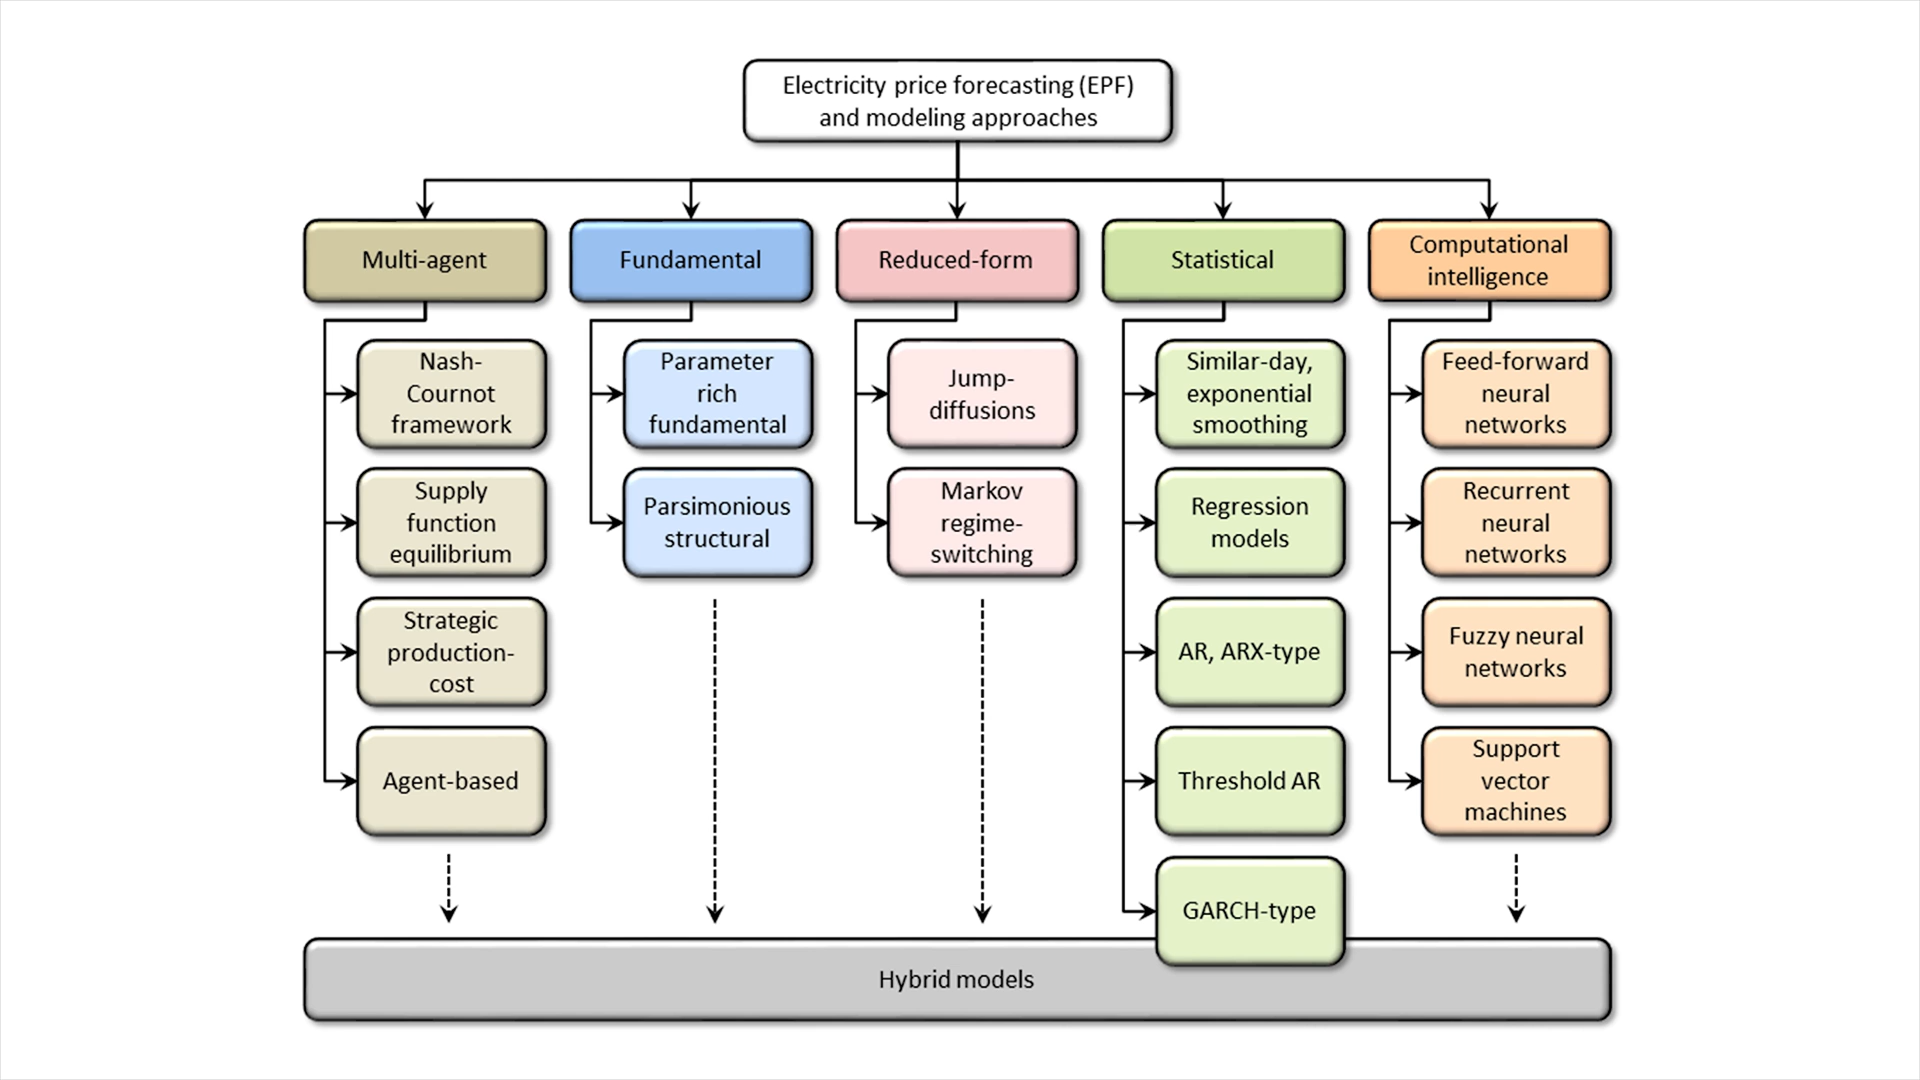 Electricity price forecasting (EPF)
and modeling approaches
Multi-agent
Fundamental
Reduced-form
Statistical
Computational
intelligence
Nash-
Cournot
framework
Supply
function
equilibrium
Strategic
production-
cost
Agent-based
Parameter
rich
fundamental
Parsimonious
structural
Jump-
diffusions
Markov
regime-
switching
Similar-day,
exponential
smoothing
Regression
models
AR, ARX-type
Threshold AR
GARCH-type
Feed-forward
neural
networks
Recurrent
neural
networks
Fuzzy neural
networks
Support
vector
machines
Hybrid models